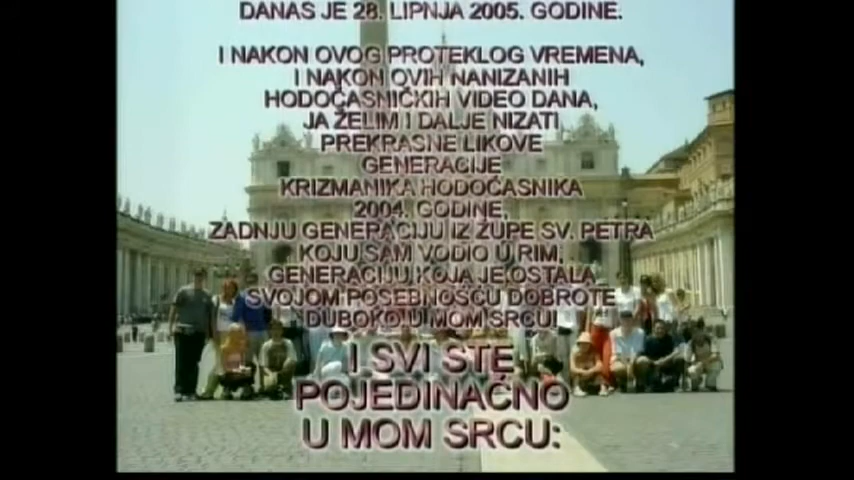 DANAS JE 28. LIPNJA 2005. GODINE.
I NAKON OVOG PROTEKLOG VREMENA,
I NAKON OVIH NANIZANIH
HODOČASNIČKIH VIDEO DANA,
JA ŽELIM I DALJE NIZATI
PREKRASNE LIKOVE
GENERACIJE
KRIZMANIKA HODOČASNIKA
2004. GODINE,
ZADNJU GENERACIJU IZ ŽUPE SV. PETRA
KOJU SAM VODIO U RIM,
GENERACIJU KOJA JE OSTALA
SVOJOM POSEBNOŠĆU DOBROTE
DUBOKO U MOM SRCU!
I SVI STE
POJEDINAČNO
U MOM SRCU: